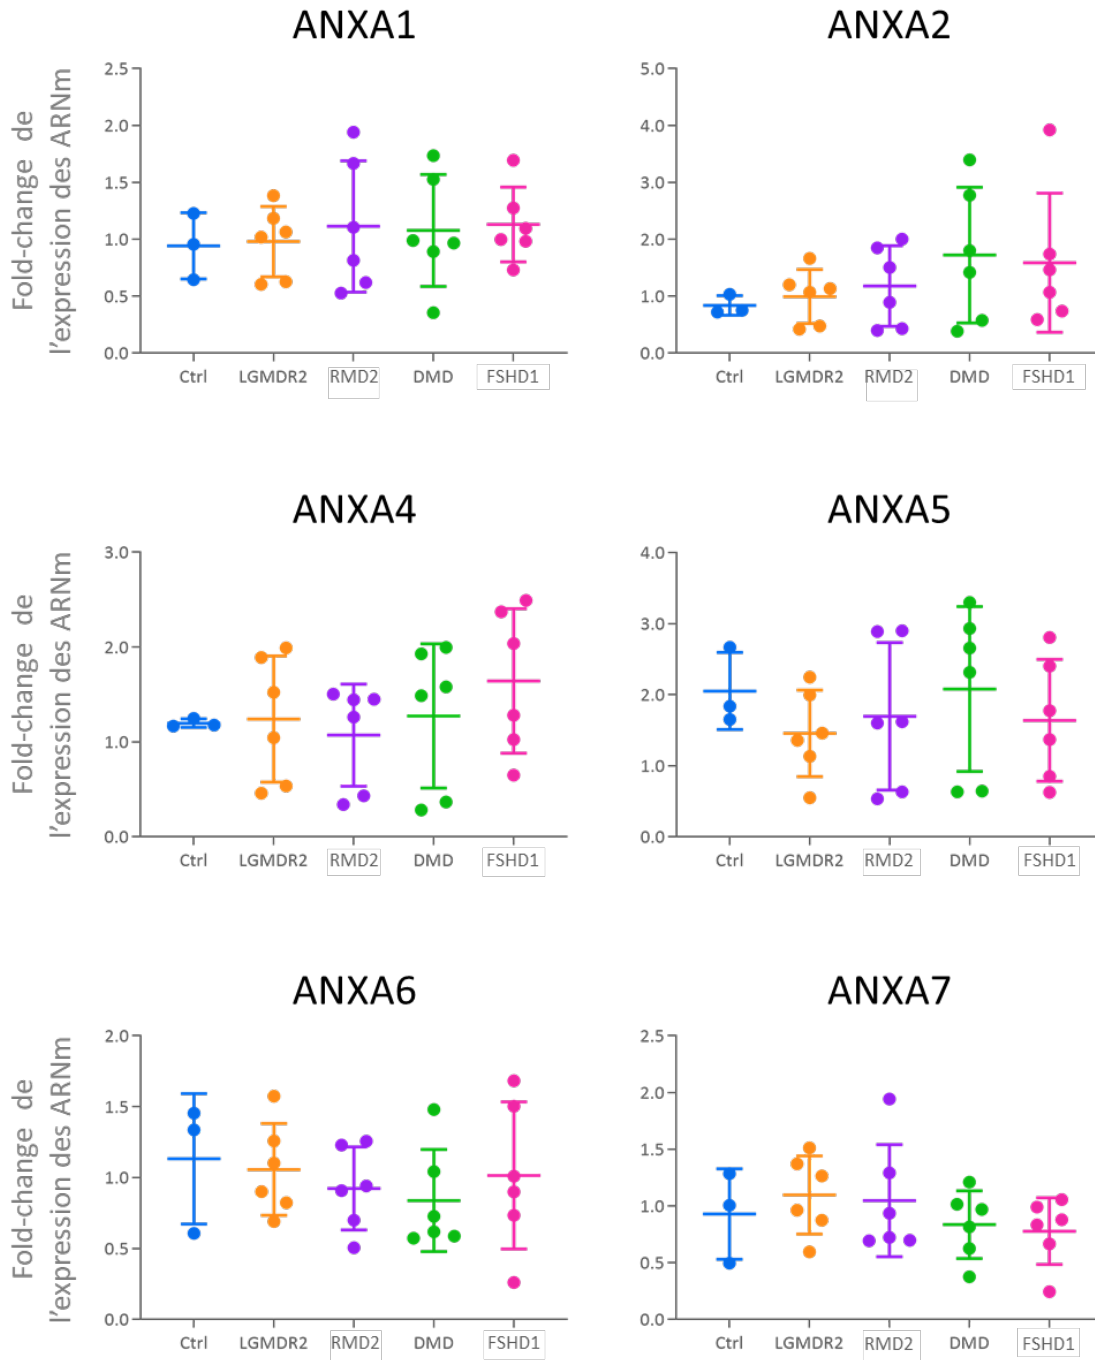 ANXA1
ANXA2
Fold-change de
l'expression des ARNm
2.5
2.0
1.5
1.0
0.5
0.0
Ctrl LGMDR2 RMD2 DMD FSHD1
5.0
4.0
3.0
2.0
1.0
0.0
Ctrl LGMDR2 RMD2 DMD FSHD1
ANXA4
ANXA5
Fold-change de
l'expression des ARNm
3.0
2.0
1.0
0.0
Ctrl LGMDR2 RMD2 DMD FSHD1
4.0
3.0
2.0
1.0
0.0
Ctrl LGMDR2 RMD2 DMD FSHD1
ANXA6
ANXA7
Fold-change de
l'expression des ARNm
2.0
1.5
1.0
0.5
0.0
Ctrl LGMDR2 RMD2 DMD FSHD1
2.5
2.0
1.5
1.0
0.5
0.0
Ctrl LGMDR2 RMD2 DMD FSHD1